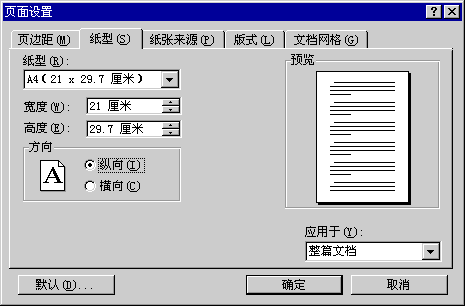 页面设置
页边距(M) 纸型(S) 纸张来源(P) 版式(L) 文档网格(G)
纸型(R):
A4(21 x 29.7 厘米)
宽度(W): 21 厘米
高度(E): 29.7 厘米
方向
A
纵向(I)
横向(C)
预览
应用于(Y):
整篇文档
默认(D)... 确定 取消